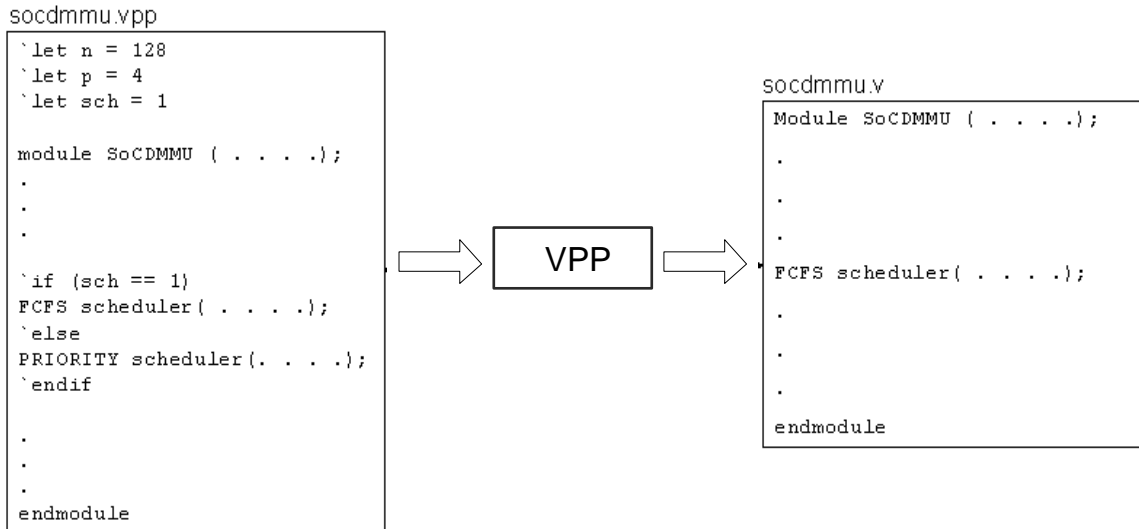 socdmmu.vpp
`let n = 128
`let p = 4
`let sch = 1
module SoCDMMU ( . . . .);
.
.
.
`if (sch == 1)
FCFS scheduler( . . . .);
`else
PRIORITY scheduler(. . . .);
`endif
.
.
.
endmodule
VPP
socdmmu.v
Module SoCDMMU ( . . . .);
.
.
.
FCFS scheduler( . . . .);
.
.
.
endmodule